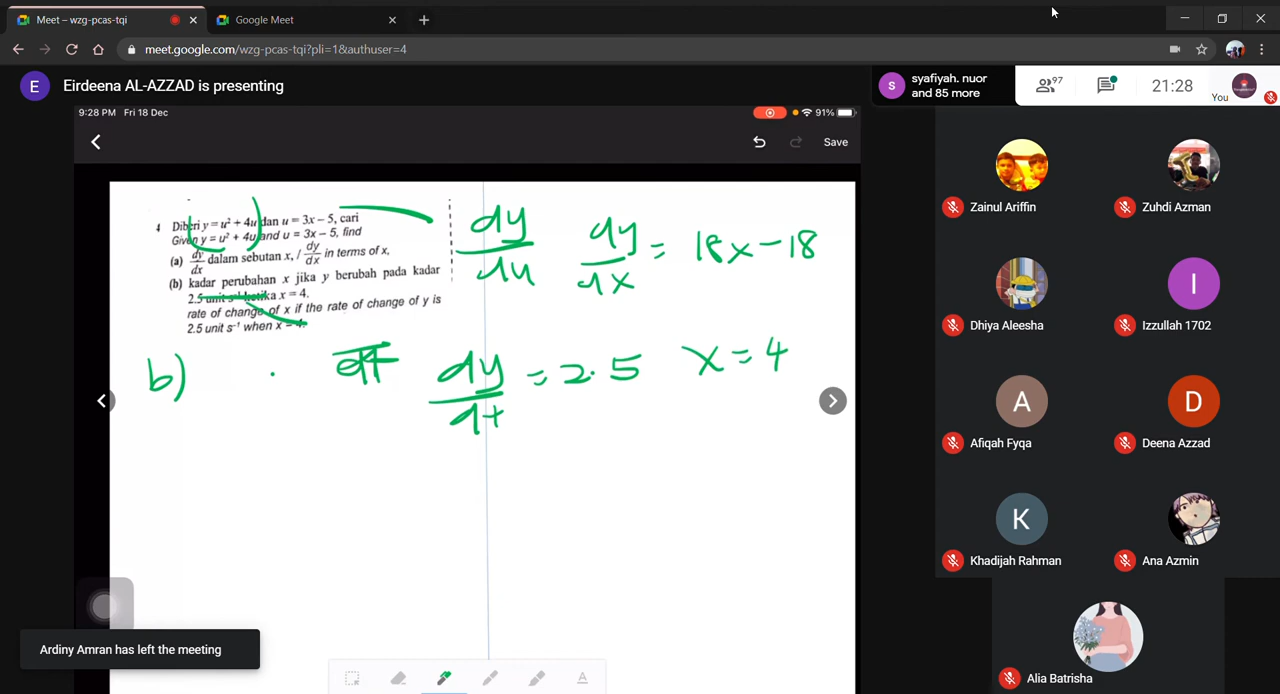 Meet – wzg-pcas-tqi
Google Meet
meet.google.com/wzg-pcas-tqi?pli=1&authuser=4
E
Eirdeena AL-AZZAD is presenting
S
syafiyah. nuor
and 85 more
97
21:28
You
9:28 PM Fri 18 Dec
91%
Save
4 Diberi y = u² + 4u dan u = 3x – 5, cari
Given y = u² + 4u and u = 3x – 5, find
(a) dy/dx dalam sebutan x, / dy/dx in terms of x,
(b) kadar perubahan x jika y berubah pada kadar
2.5 unit s⁻¹ ketika x = 4.
rate of change of x if the rate of change of y is
2.5 unit s⁻¹ when x = 4.
dy/du dy/dx = 18x – 18
b) dy/dt = 2.5 x = 4
Zainul Ariffin
Zuhdi Azman
Dhiya Aleesha
I
Izzullah 1702
A
Afiqah Fyqa
D
Deena Azzad
K
Khadijah Rahman
Ana Azmin
Alia Batrisha
Ardiny Amran has left the meeting
A